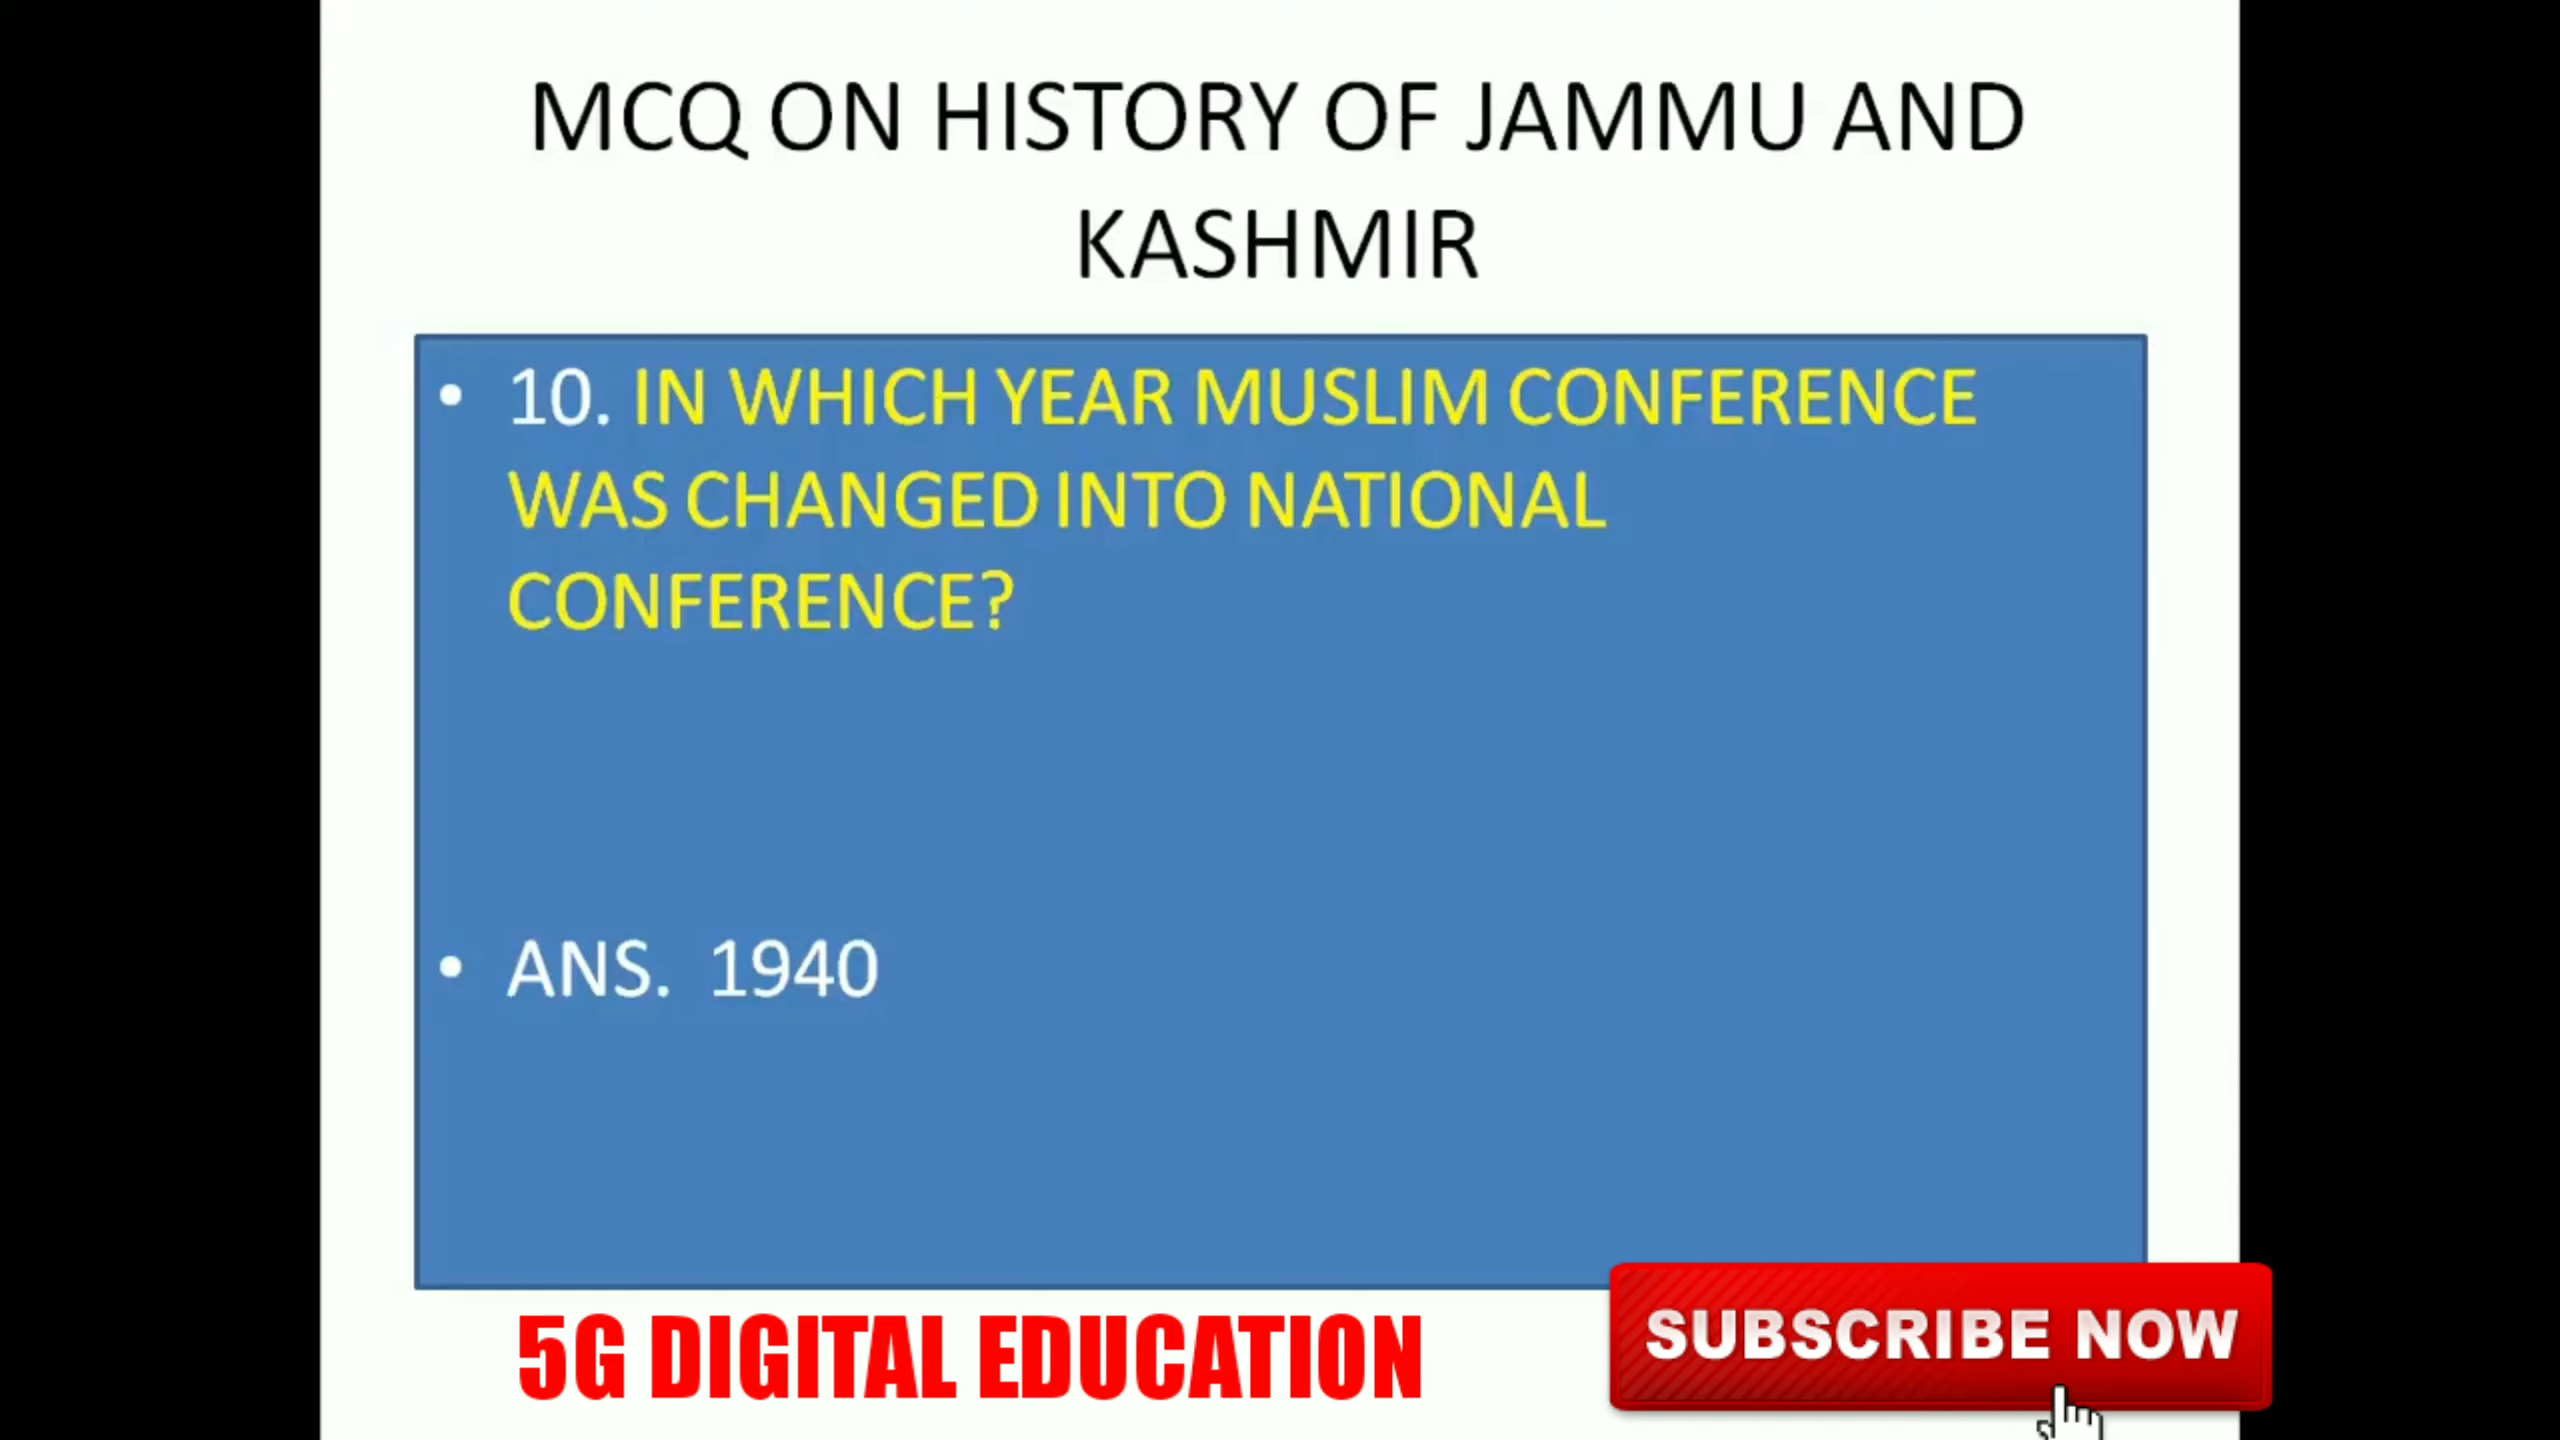 MCQ ON HISTORY OF JAMMU AND
KASHMIR
• 10. IN WHICH YEAR MUSLIM CONFERENCE
WAS CHANGED INTO NATIONAL
CONFERENCE?
• ANS. 1940
5G DIGITAL EDUCATION
SUBSCRIBE NOW